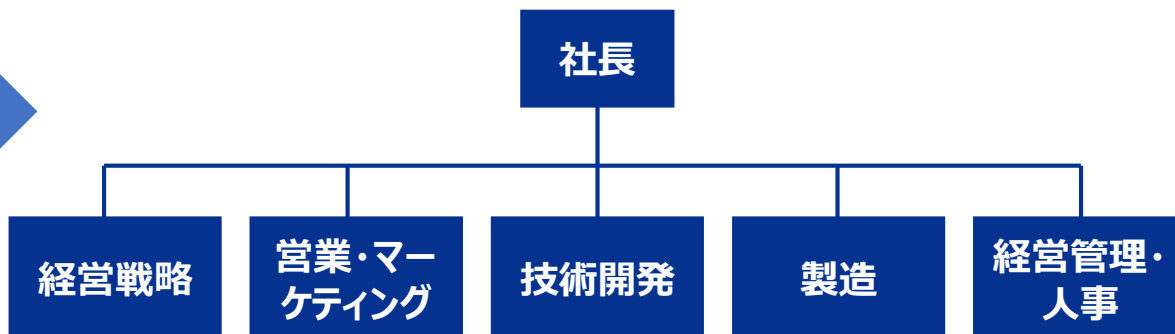 社長
経営戦略
営業・マー
ケティング
技術開発
製造
経営管理・
人事